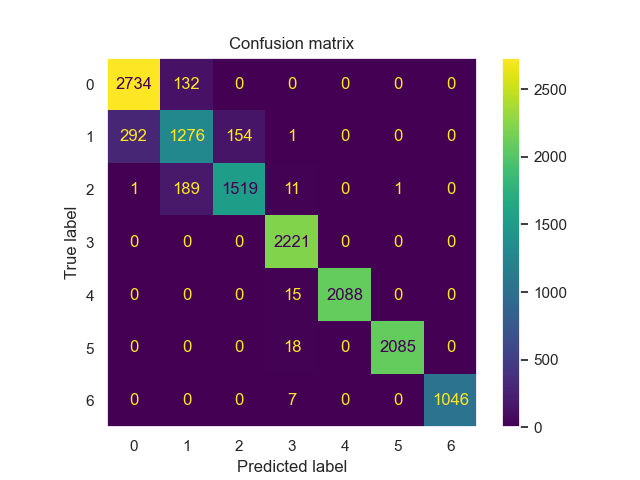 Confusion matrix
True label
0 2734 132 0 0 0 0 0
1 292 1276 154 1 0 0 0
2 1 189 1519 11 0 1 0
3 0 0 0 2221 0 0 0
4 0 0 0 15 2088 0 0
5 0 0 0 18 0 2085 0
6 0 0 0 7 0 0 1046
0 1 2 3 4 5 6
Predicted label
2500
2000
1500
1000
500
0